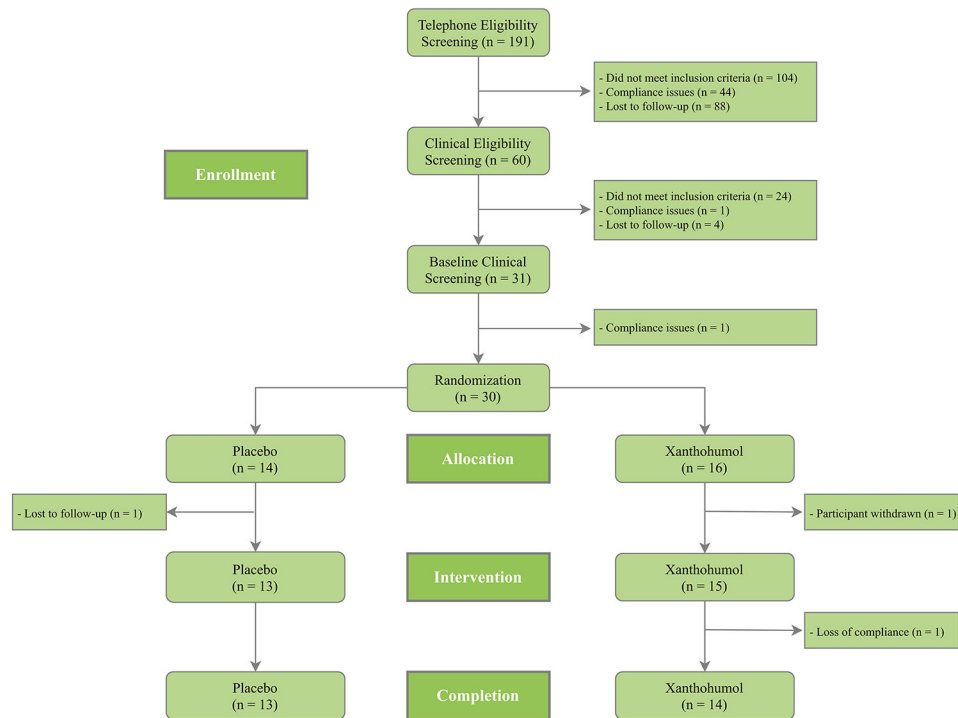 Telephone Eligibility
Screening (n = 191)
- Did not meet inclusion criteria (n = 104)
- Compliance issues (n = 44)
- Lost to follow-up (n = 88)
Clinical Eligibility
Screening (n = 60)
Enrollment
- Did not meet inclusion criteria (n = 24)
- Compliance issues (n = 1)
- Lost to follow-up (n = 4)
Baseline Clinical
Screening (n = 31)
- Compliance issues (n = 1)
Randomization
(n = 30)
Placebo
(n = 14)
Allocation
Xanthohumol
(n = 16)
- Lost to follow-up (n = 1)
- Participant withdrawn (n = 1)
Placebo
(n = 13)
Intervention
Xanthohumol
(n = 15)
- Loss of compliance (n = 1)
Placebo
(n = 13)
Completion
Xanthohumol
(n = 14)